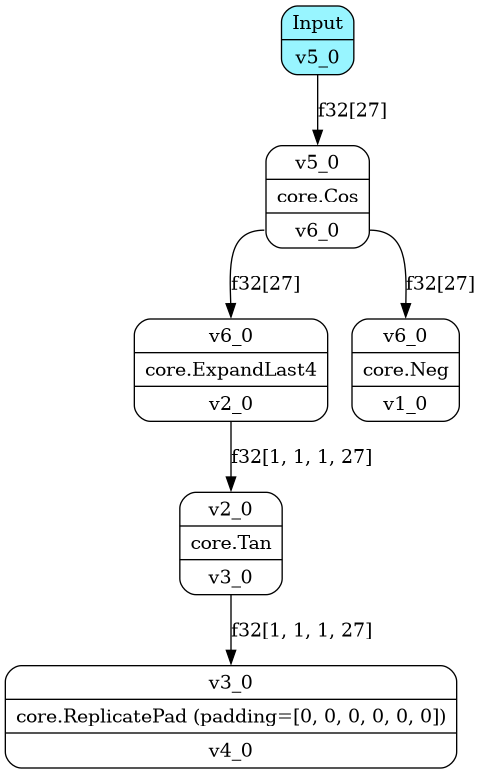 Input
v5_0
f32[27]
v5_0
core.Cos
v6_0
f32[27]
f32[27]
v6_0
core.ExpandLast4
v2_0
v6_0
core.Neg
v1_0
f32[1, 1, 1, 27]
v2_0
core.Tan
v3_0
f32[1, 1, 1, 27]
v3_0
core.ReplicatePad (padding=[0, 0, 0, 0, 0, 0])
v4_0